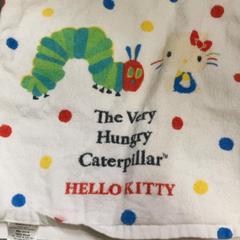 The Very
Hungry
Caterpillar™
HELLO KITTY